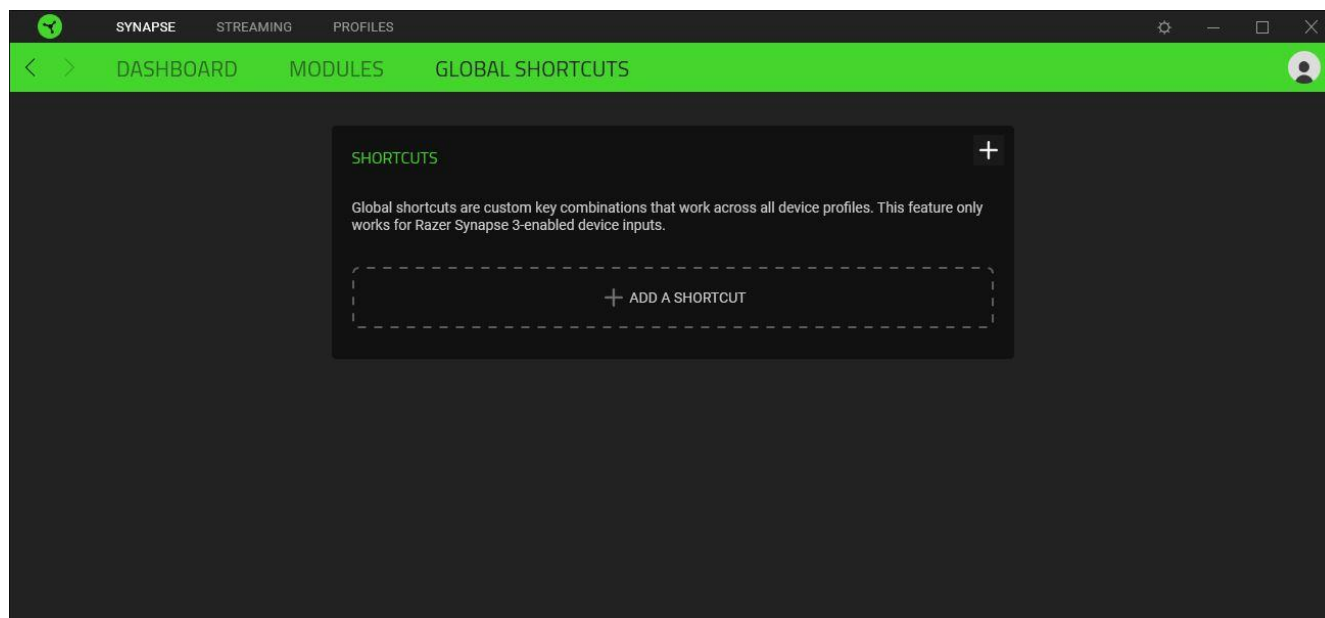 SYNAPSE STREAMING PROFILES
DASHBOARD MODULES GLOBAL SHORTCUTS
SHORTCUTS
Global shortcuts are custom key combinations that work across all device profiles. This feature only
works for Razer Synapse 3-enabled device inputs.
ADD A SHORTCUT